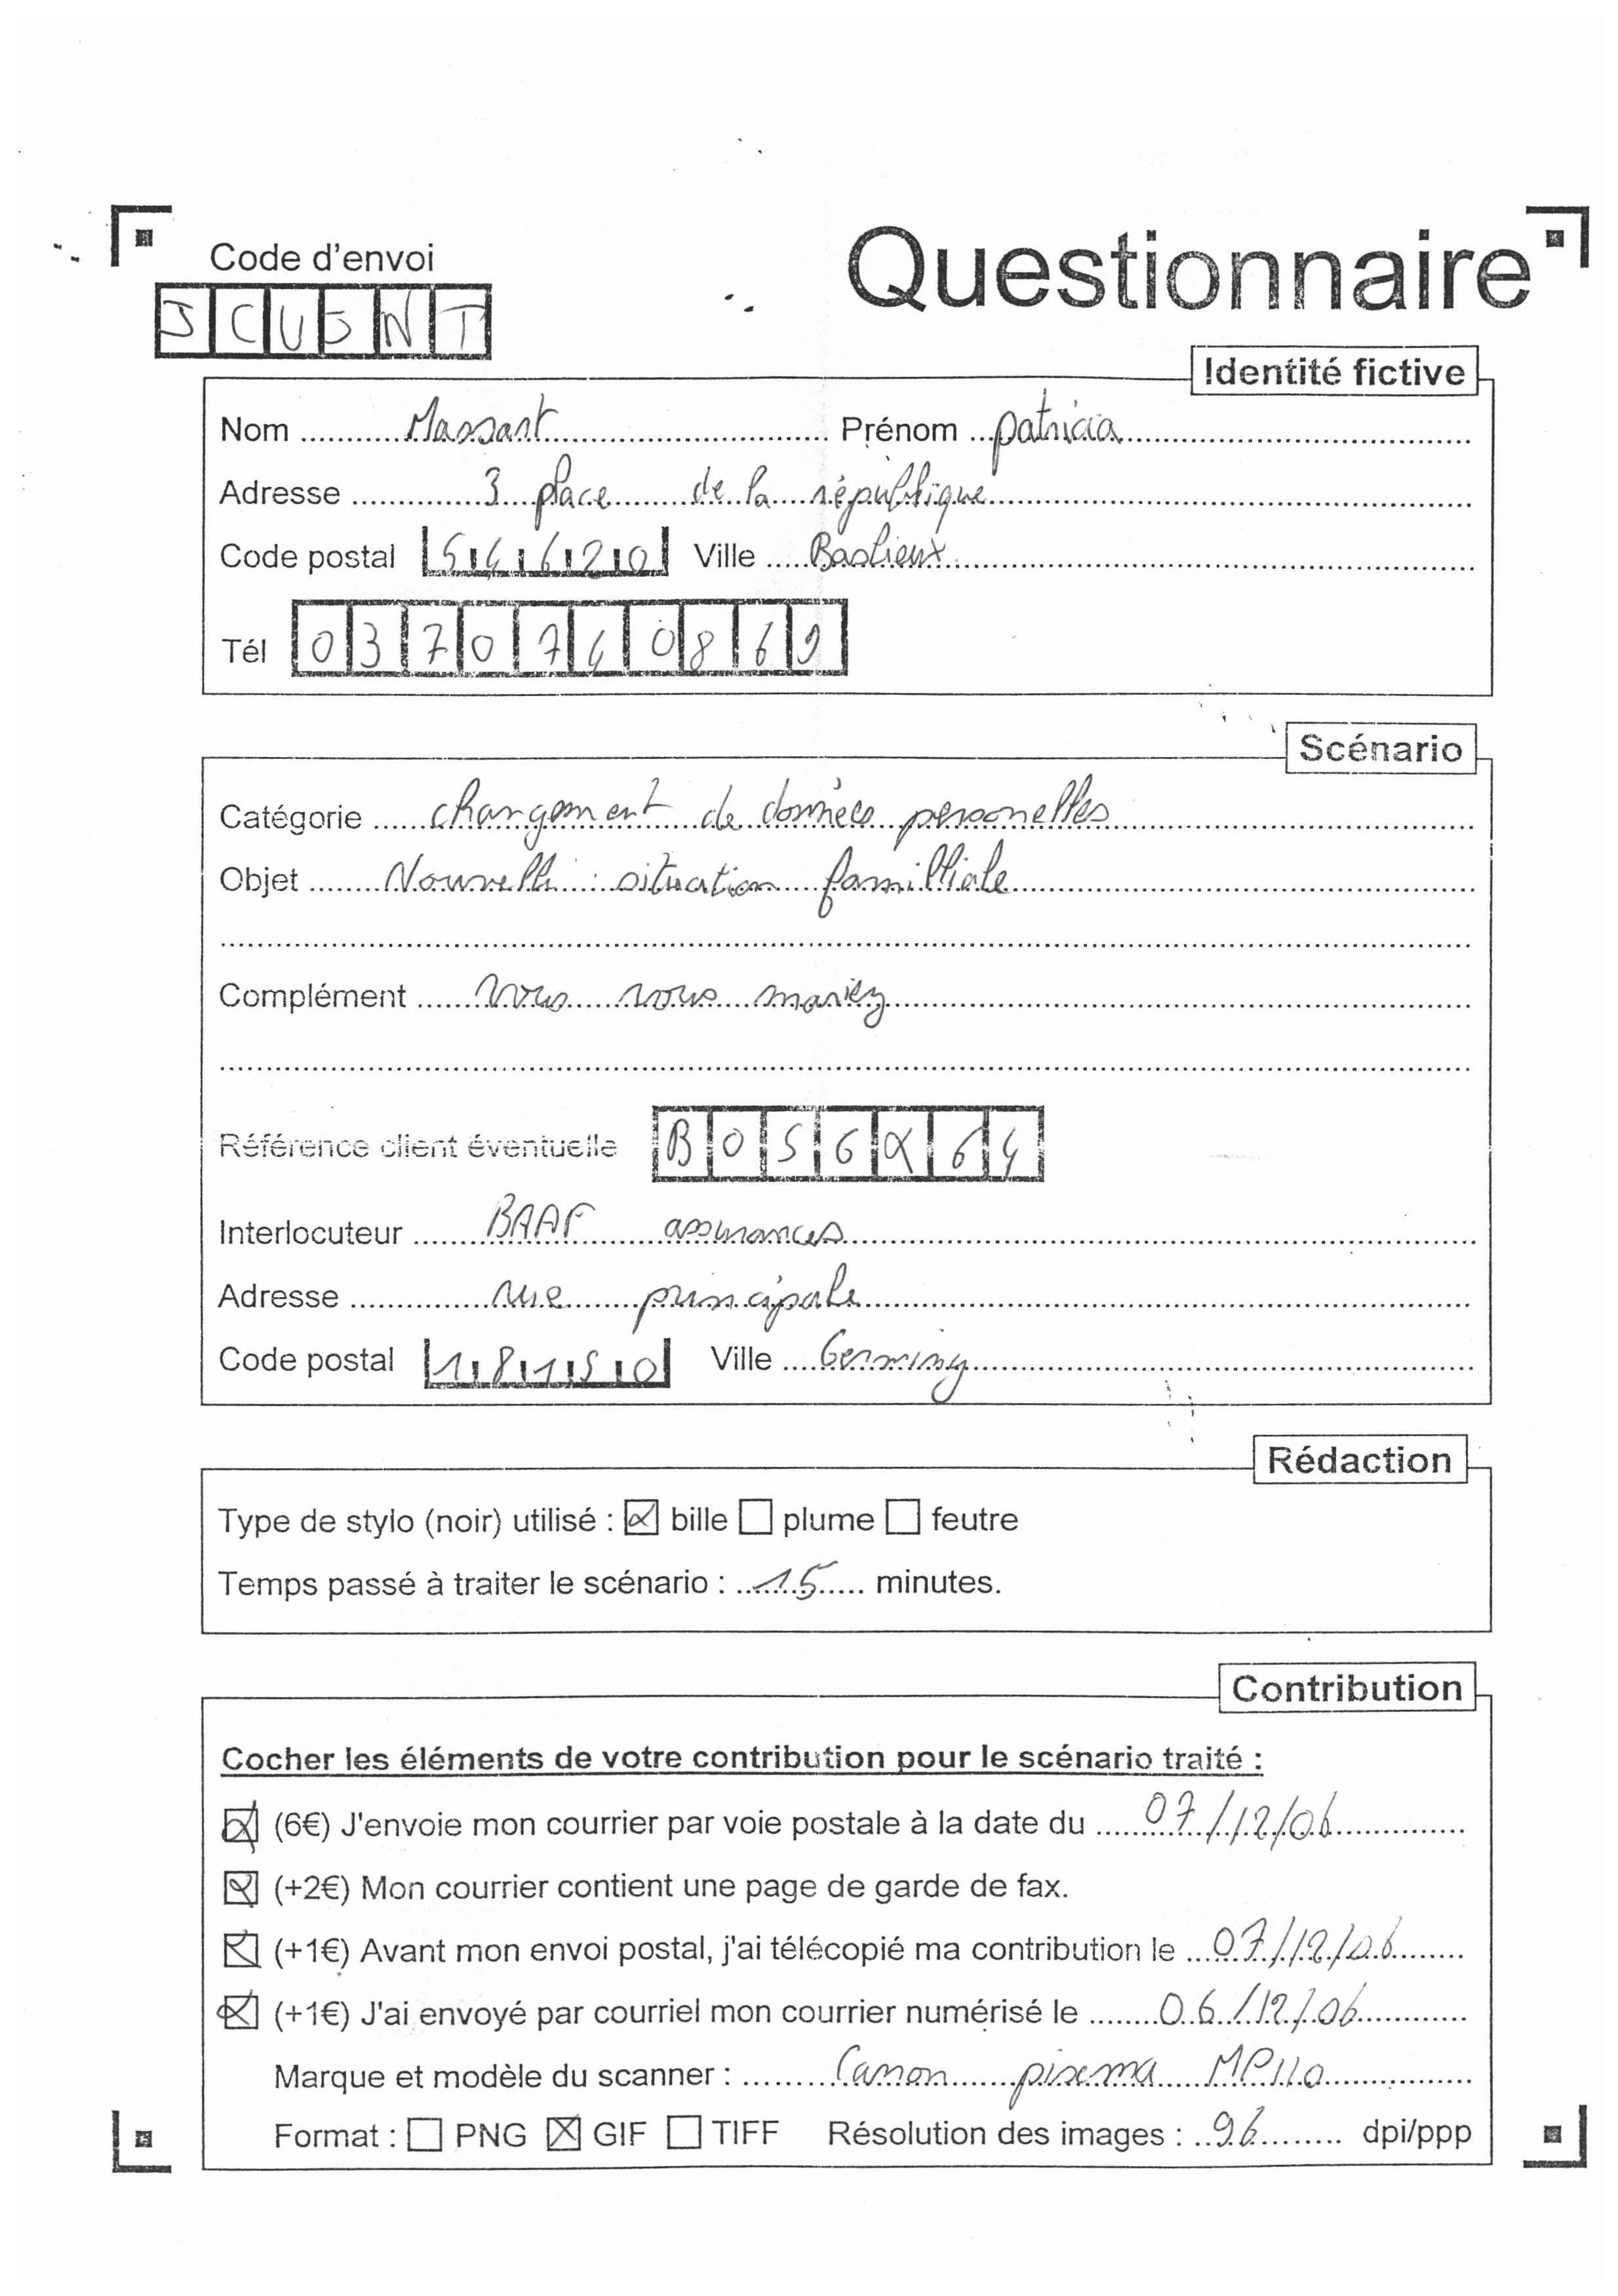 Code d'envoi
Questionnaire
J C U 5 N T
Identité fictive
Nom Massart Prénom patricia
Adresse 3 place de la république
Code postal 54620 Ville Baslieux
Tél 0370740869
Scénario
Catégorie changement de données personelles
Objet Nouvelle situation familliale
Complément vous vous mariez
Référence client éventuelle B056X64
Interlocuteur BAAF assurances
Adresse rue principale
Code postal 18150 Ville Germiny
Rédaction
Type de stylo (noir) utilisé : bille plume feutre
Temps passé à traiter le scénario : 15 minutes.
Contribution
Cocher les éléments de votre contribution pour le scénario traité :
(6€) J'envoie mon courrier par voie postale à la date du 07/12/06
(+2€) Mon courrier contient une page de garde de fax.
(+1€) Avant mon envoi postal, j'ai télécopié ma contribution le 07/12/06
(+1€) J'ai envoyé par courriel mon courrier numérisé le 06/12/06
Marque et modèle du scanner : Canon pixma MP110
Format : PNG GIF TIFF Résolution des images : 96 dpi/ppp